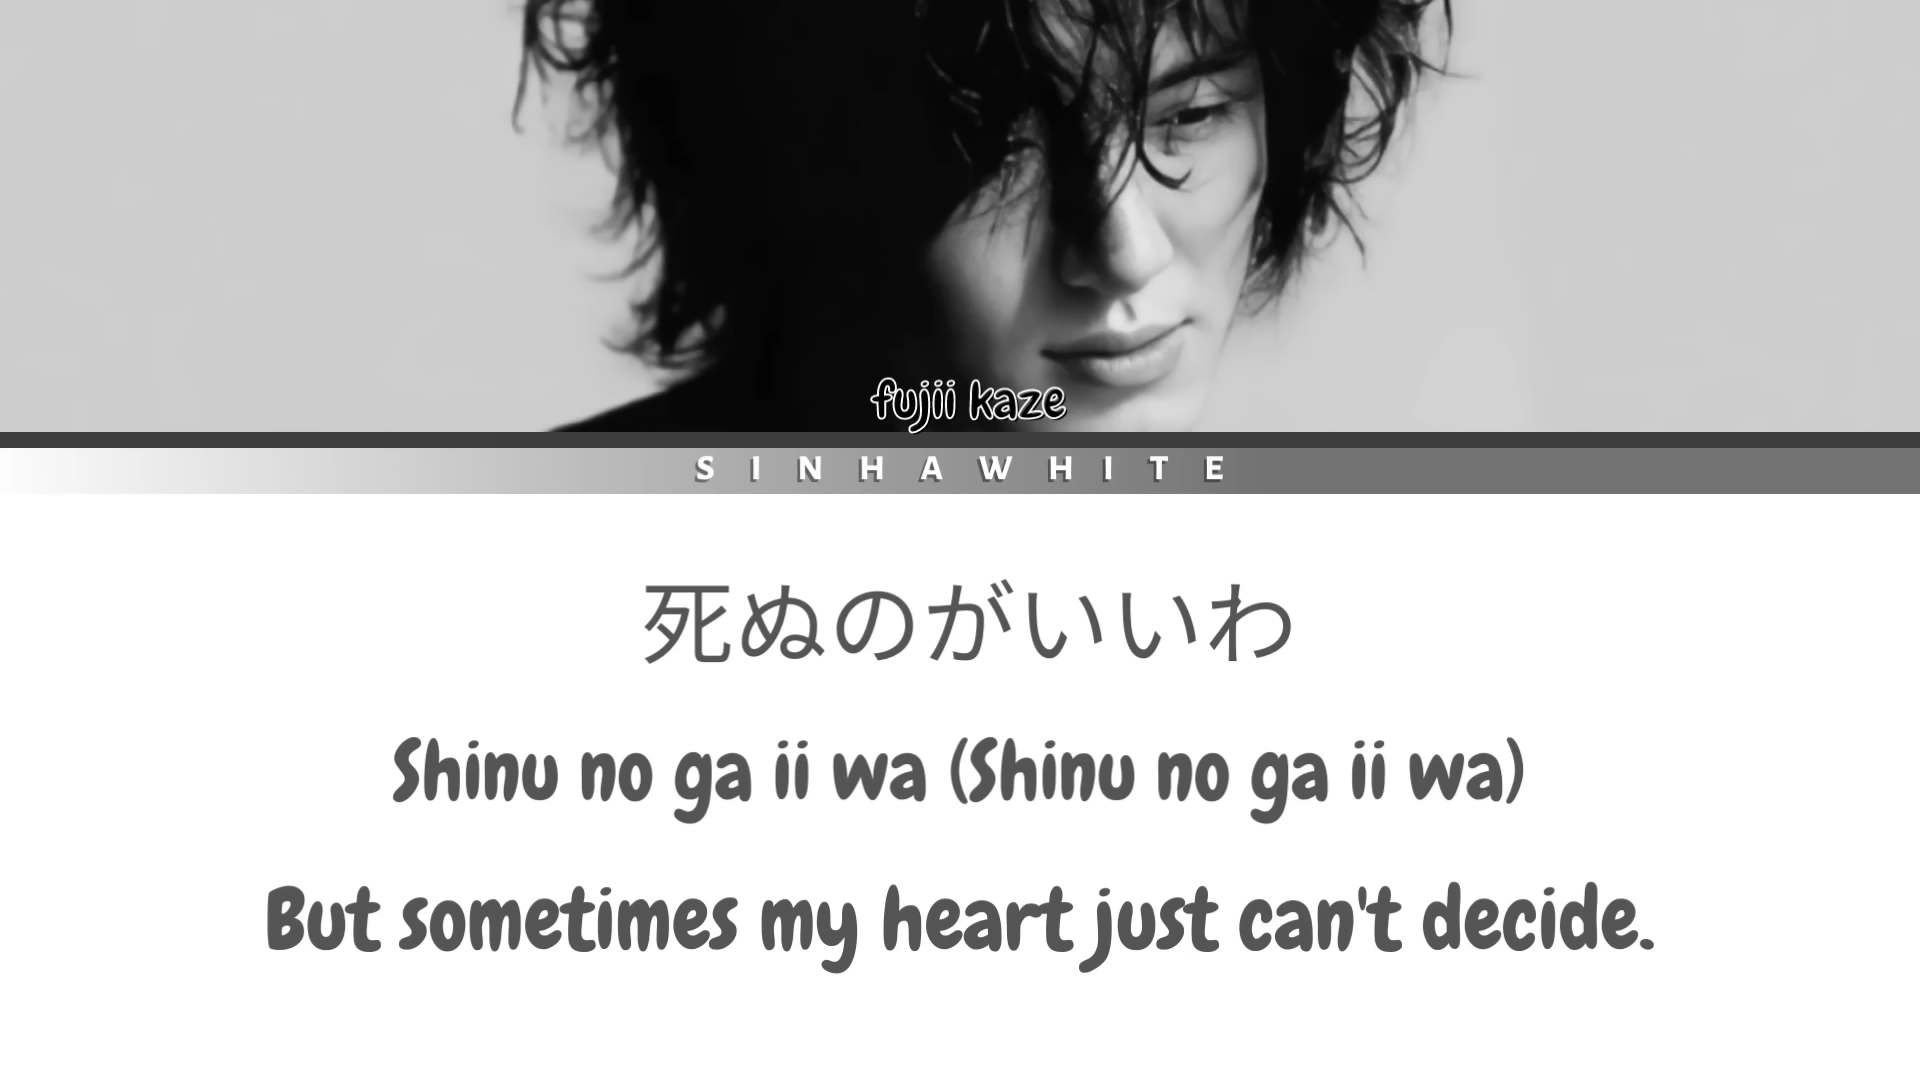 fujii kaze
SINHAWHITE
死ぬのがいいわ
Shinu no ga ii wa (Shinu no ga ii wa)
But sometimes my heart just can't decide.